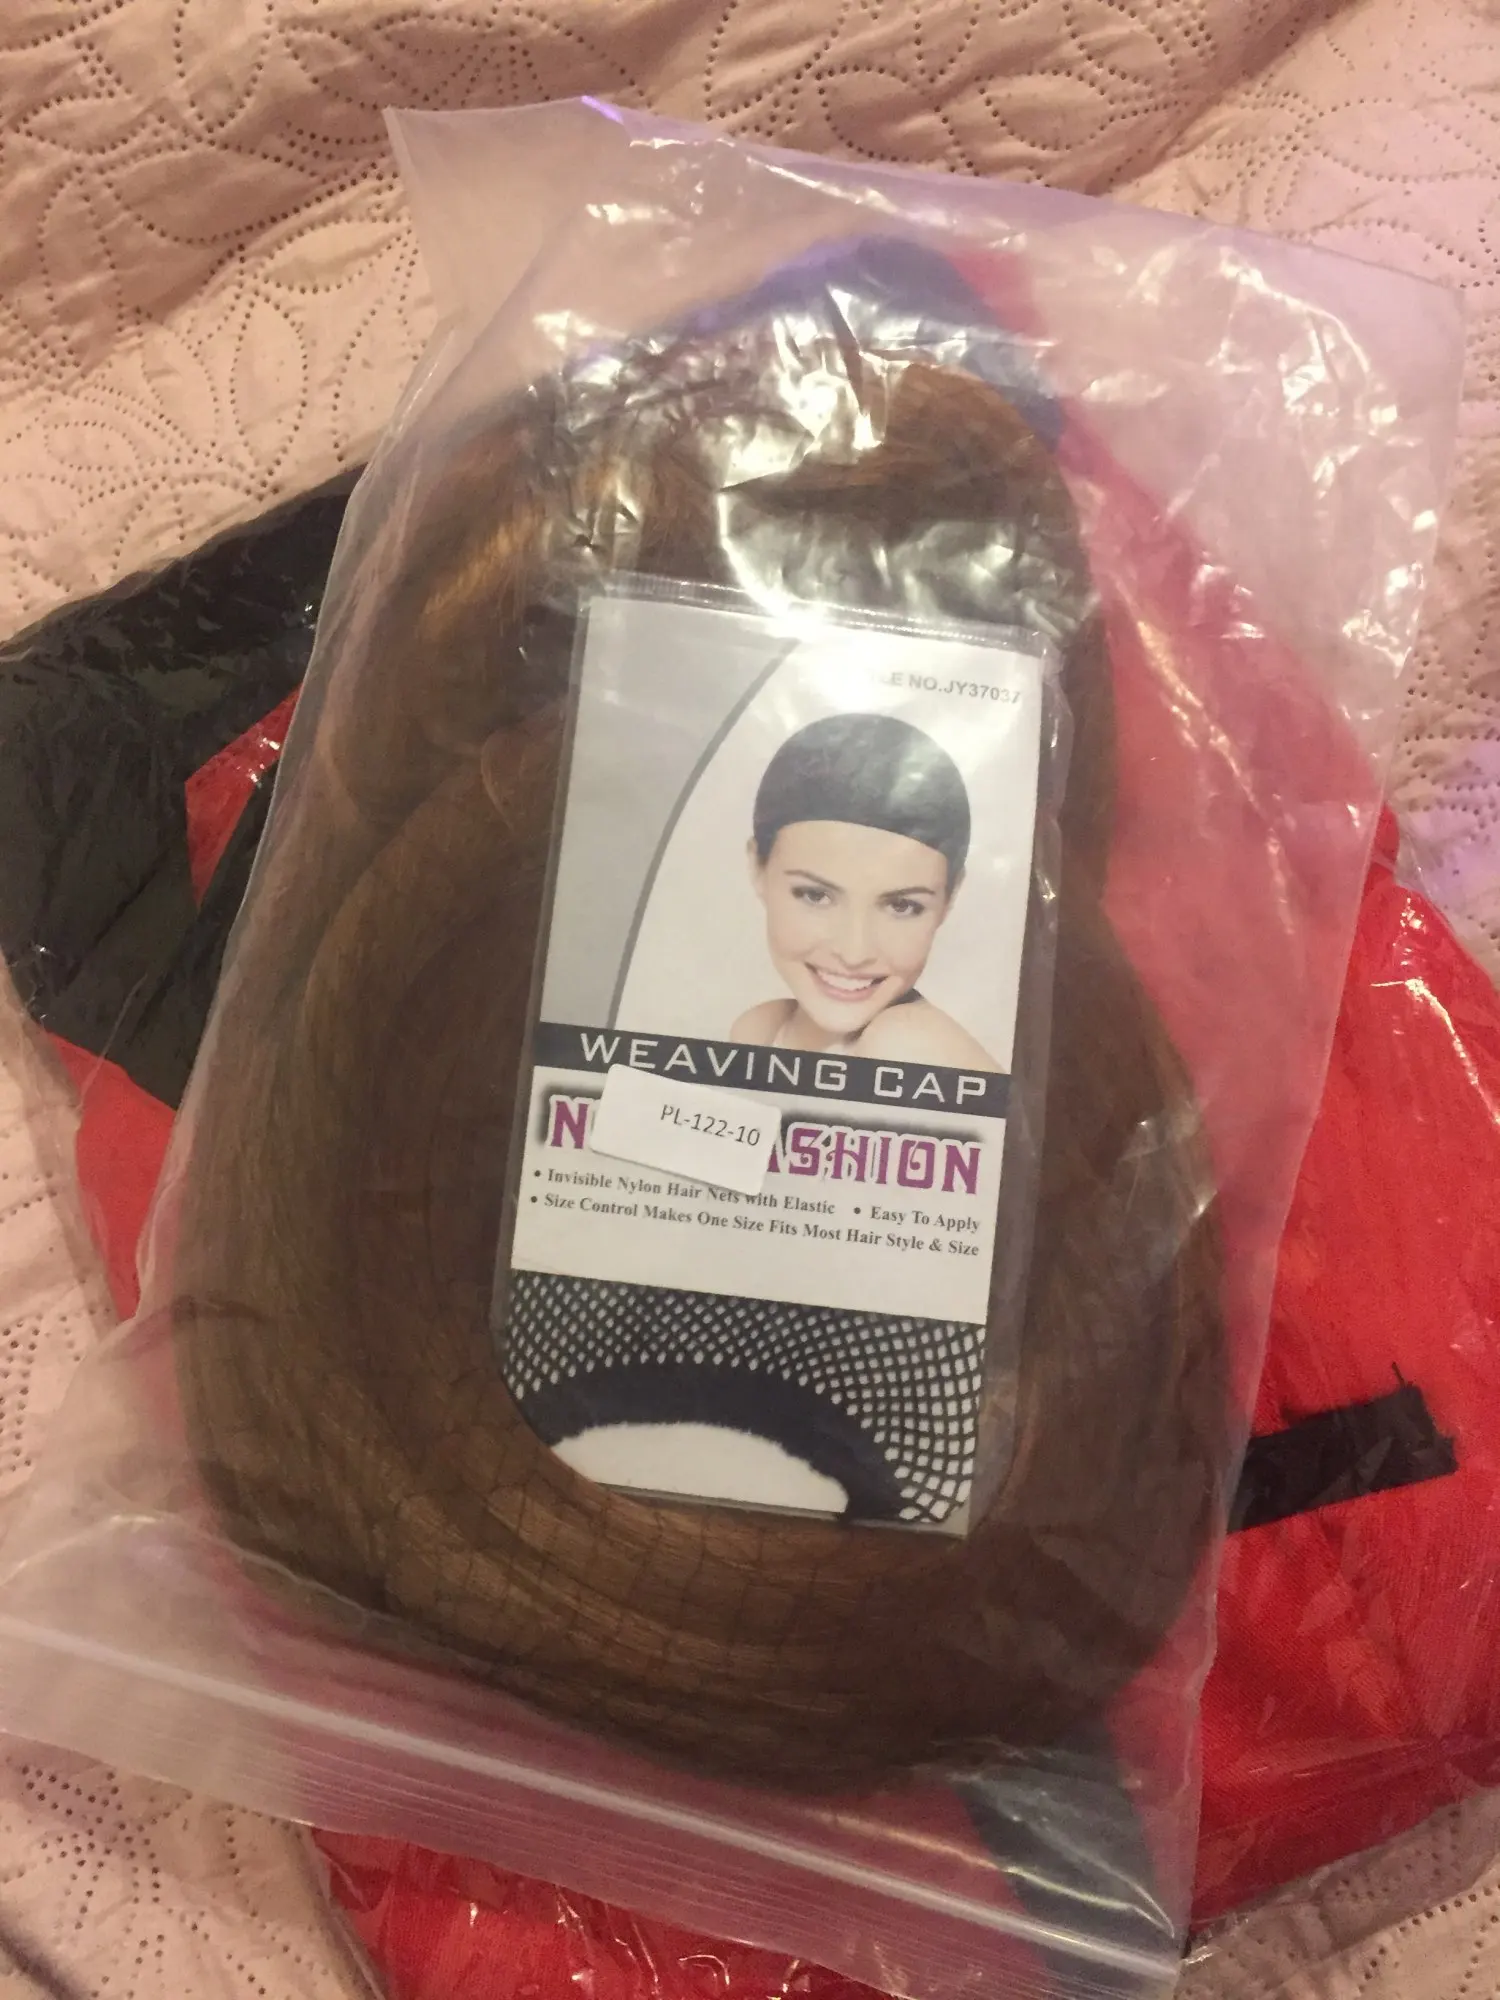 LE NO.JY37037
WEAVING CAP
PL-122-10
• Invisible Nylon Hair Nets with Elastic • Easy To Apply
• Size Control Makes One Size Fits Most Hair Style & Size